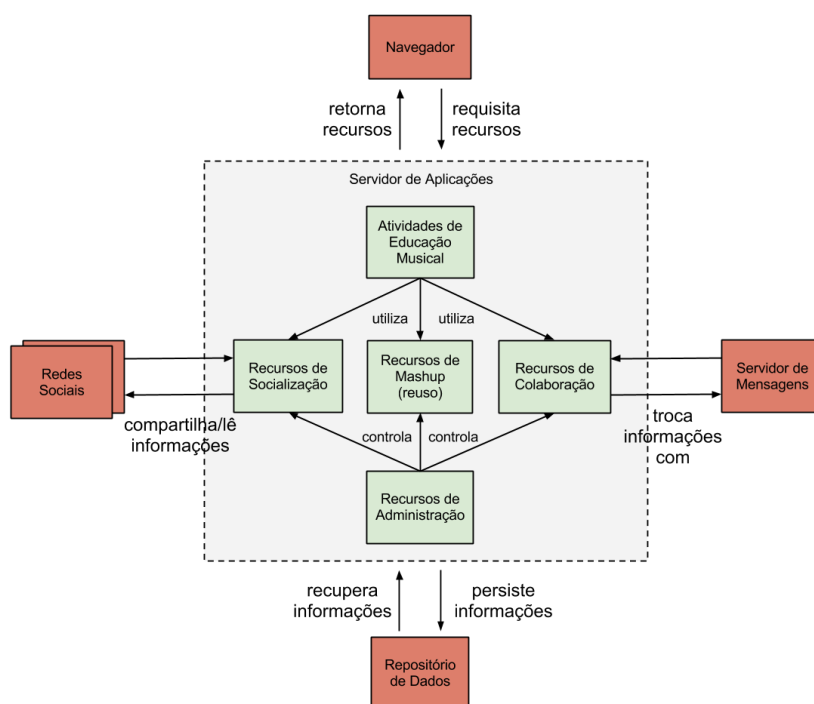 Navegador
retorna
recursos
requisita
recursos
Servidor de Aplicações
Atividades de
Educação
Musical
utiliza
utiliza
Redes
Sociais
Recursos de
Socialização
Recursos de
Mashup
(reuso)
Recursos de
Colaboração
Servidor de
Mensagens
compartilha/lê
informações
controla
controla
troca
informações
com
Recursos de
Administração
recupera
informações
persiste
informações
Repositório
de Dados